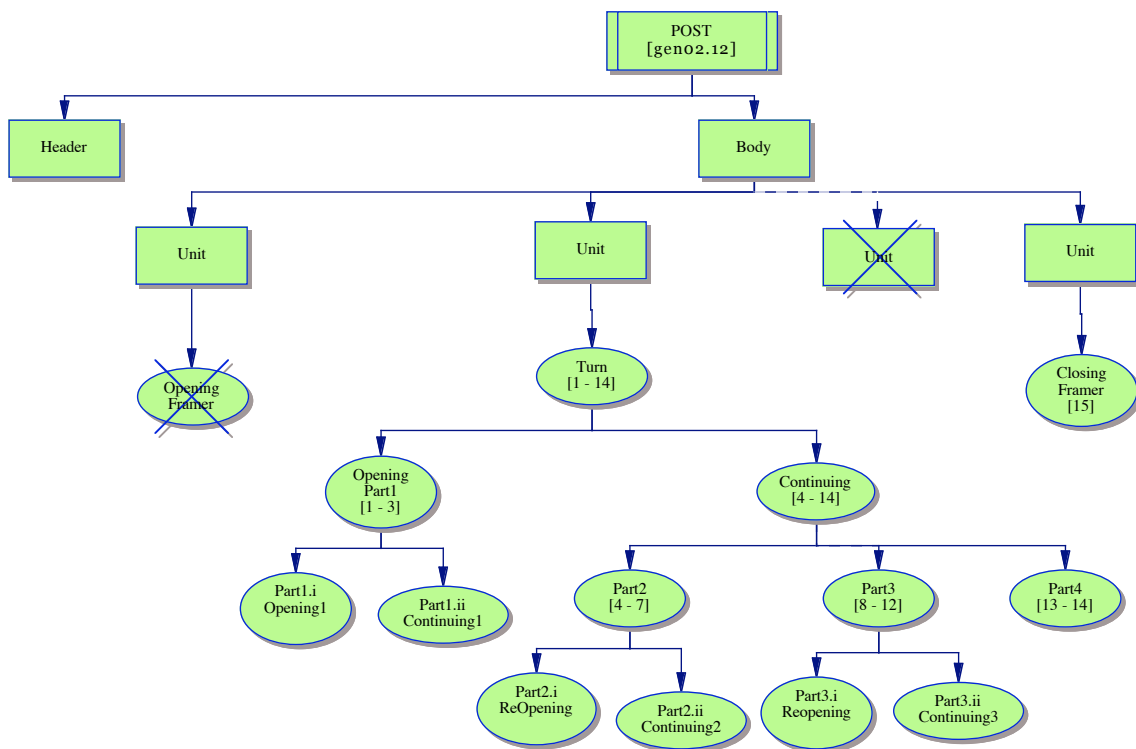 POST
[gen02.12]
Header
Body
Unit
Unit
Unit
Unit
Opening
Framer
Turn
[1 - 14]
Closing
Framer
[15]
Opening
Part1
[1 - 3]
Continuing
[4 - 14]
Part1.i
Opening1
Part1.ii
Continuing1
Part2
[4 - 7]
Part3
[8 - 12]
Part4
[13 - 14]
Part2.i
ReOpening
Part2.ii
Continuing2
Part3.i
Reopening
Part3.ii
Continuing3